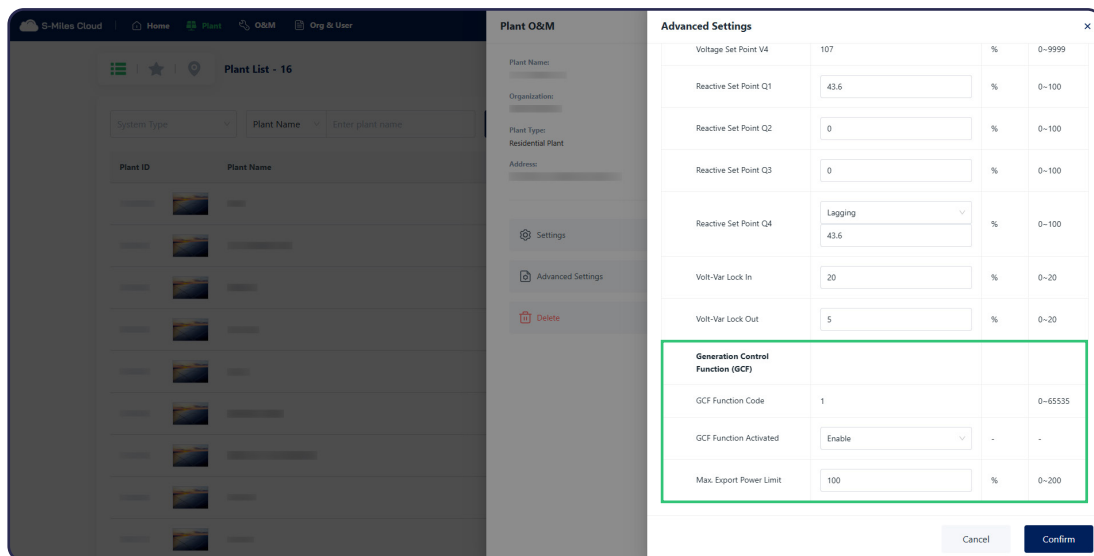 S-Miles Cloud Home Plant O&M Org & User
Plant List - 16
System Type Plant Name Enter plant name
Plant ID Plant Name
Plant O&M
Plant Name:
Organization:
Plant Type:
Residential Plant
Address:
Settings
Advanced Settings
Delete
Advanced Settings ×
Voltage Set Point V4 107 % 0~9999
Reactive Set Point Q1 43.6 % 0~100
Reactive Set Point Q2 0 % 0~100
Reactive Set Point Q3 0 % 0~100
Lagging
Reactive Set Point Q4 % 0~100
43.6
Volt-Var Lock In 20 % 0~20
Volt-Var Lock Out 5 % 0~20
Generation Control
Function (GCF)
GCF Function Code 1 0~65535
GCF Function Activated Enable - -
Max. Export Power Limit 100 % 0~200
Cancel Confirm